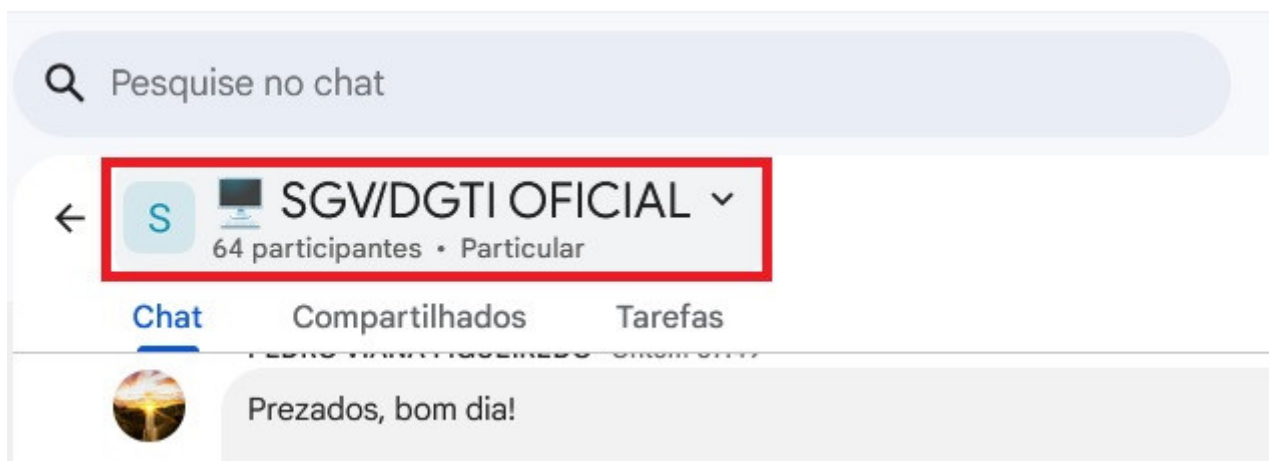 Pesquise no chat
S
SGV/DGTI OFICIAL
64 participantes • Particular
Chat Compartilhados Tarefas
Prezados, bom dia!